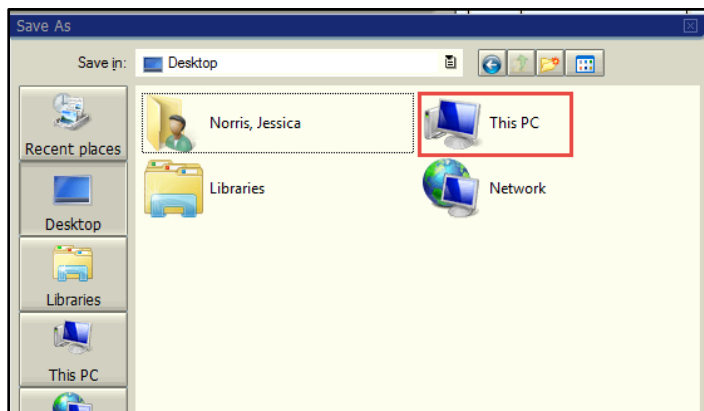 Save As
Save in: Desktop
Recent places
Desktop
Libraries
This PC
Norris, Jessica
This PC
Libraries
Network